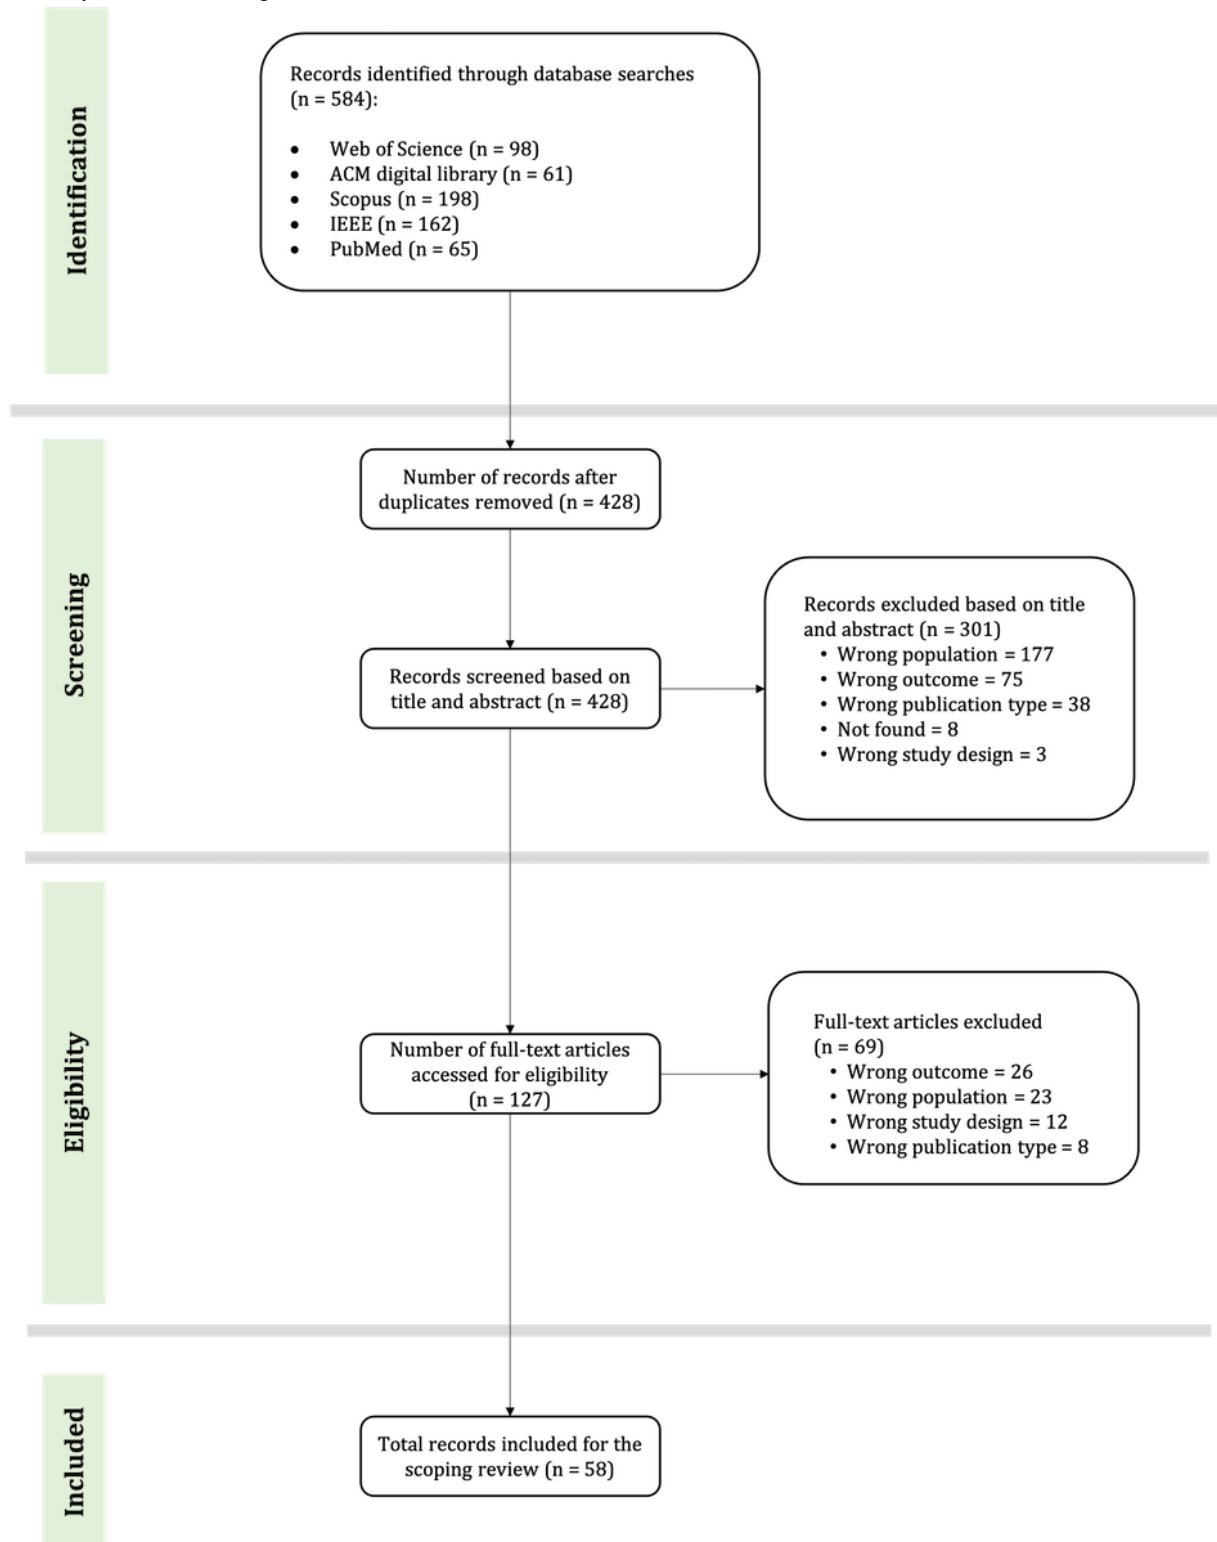 Identification
Records identified through database searches
(n = 584):
• Web of Science (n = 98)
• ACM digital library (n = 61)
• Scopus (n = 198)
• IEEE (n = 162)
• PubMed (n = 65)
Screening
Number of records after
duplicates removed (n = 428)
Records screened based on
title and abstract (n = 428)
Records excluded based on title
and abstract (n = 301)
• Wrong population = 177
• Wrong outcome = 75
• Wrong publication type = 38
• Not found = 8
• Wrong study design = 3
Eligibility
Number of full-text articles
accessed for eligibility
(n = 127)
Full-text articles excluded
(n = 69)
• Wrong outcome = 26
• Wrong population = 23
• Wrong study design = 12
• Wrong publication type = 8
Included
Total records included for the
scoping review (n = 58)